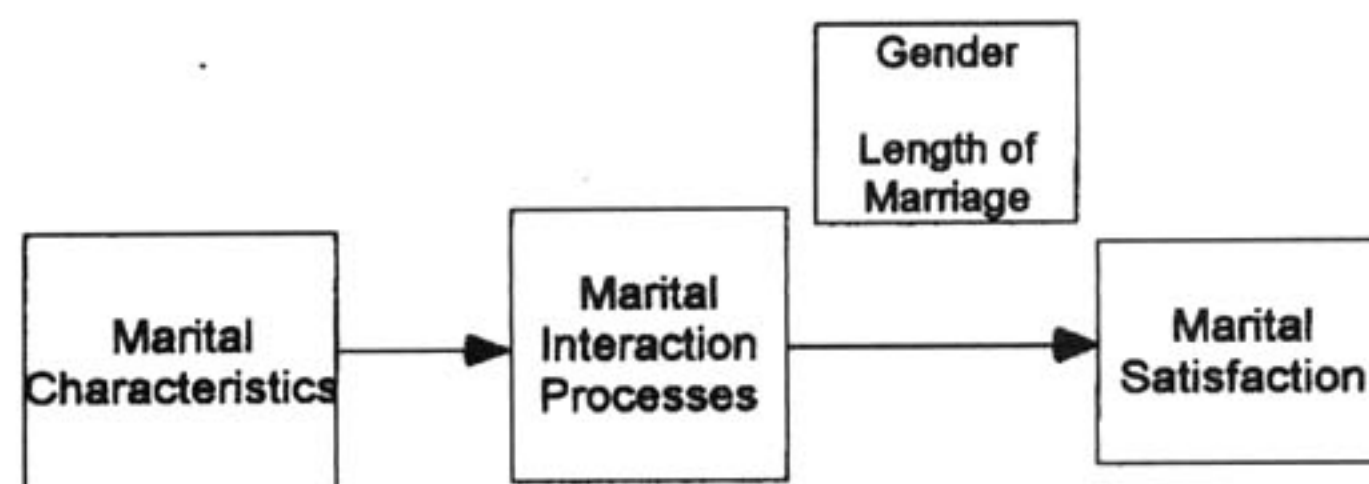 Gender
Length of
Marriage
Marital
Characteristics
Marital
Interaction
Processes
Marital
Satisfaction